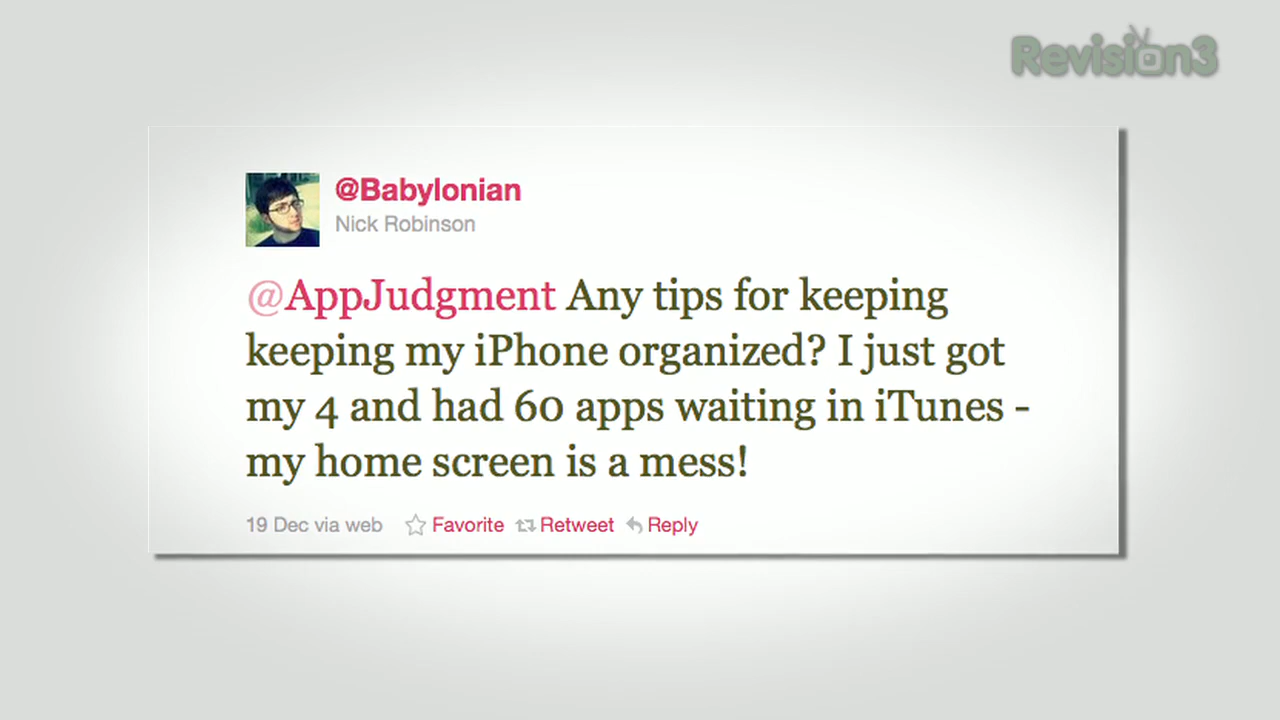 Revision3
@Babylonian
Nick Robinson
@AppJudgment Any tips for keeping
keeping my iPhone organized? I just got
my 4 and had 60 apps waiting in iTunes -
my home screen is a mess!
19 Dec via web Favorite Retweet Reply